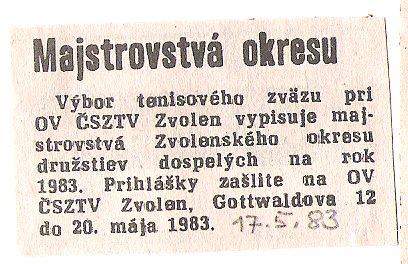 Majstrovstvá okresu
Výbor tenisového zväzu pri
OV ČSZTV Zvolen vypisuje maj-
strovstvá Zvolenského okresu
družstiev dospelých na rok
1983. Prihlášky zašlite na OV
ČSZTV Zvolen, Gottwaldova 12
do 20. mája 1983. 17.5.83